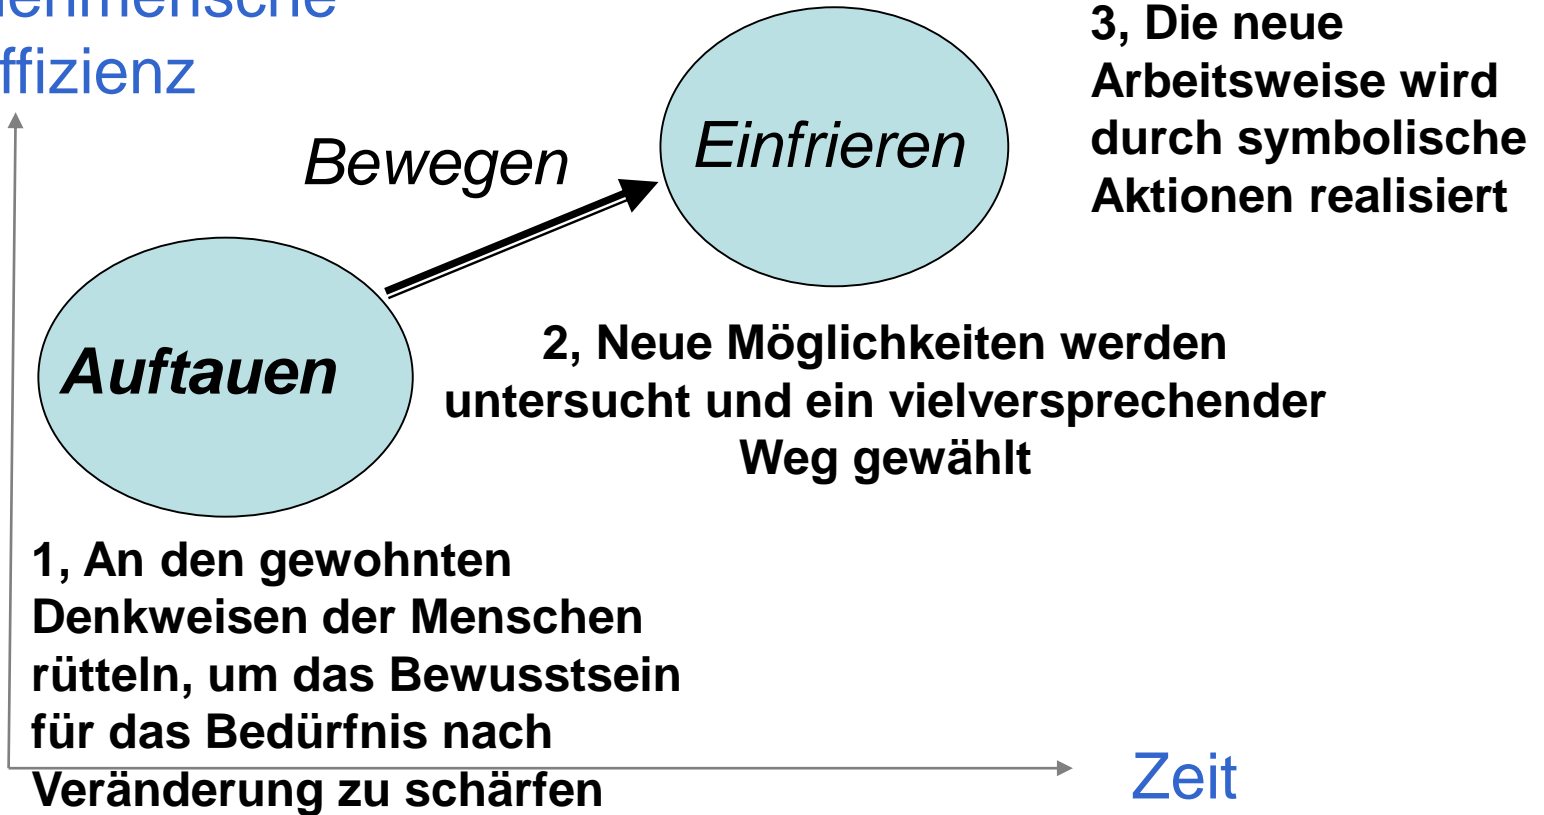 ffizienz
Bewegen
Einfrieren
Auftauen
3, Die neue
Arbeitsweise wird
durch symbolische
Aktionen realisiert
2, Neue Möglichkeiten werden
untersucht und ein vielversprechender
Weg gewählt
1, An den gewohnten
Denkweisen der Menschen
rütteln, um das Bewusstsein
für das Bedürfnis nach
Veränderung zu schärfen
Zeit